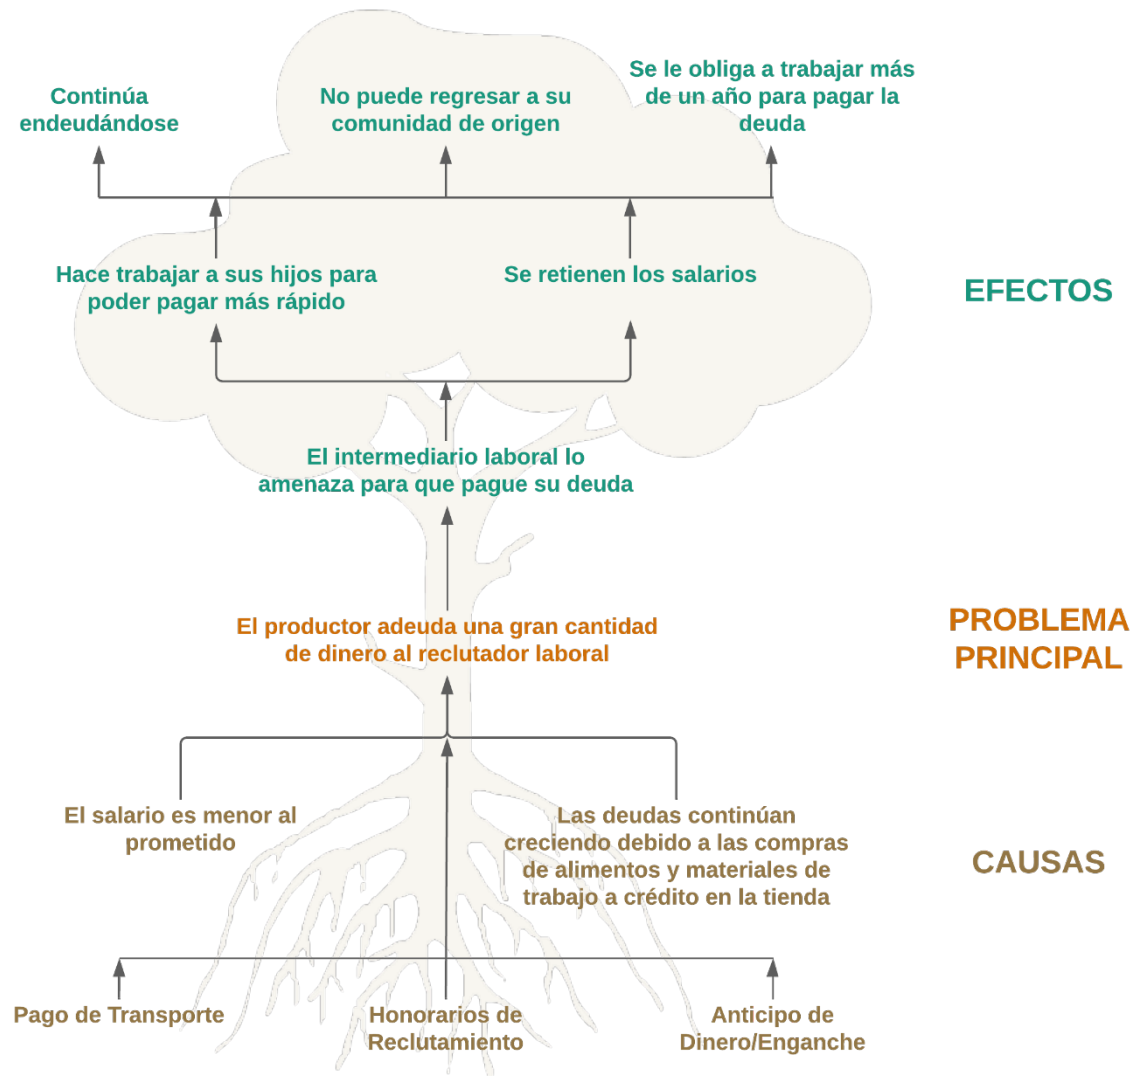 Continúa
endeudándose
No puede regresar a su
comunidad de origen
Se le obliga a trabajar más
de un año para pagar la
deuda
Hace trabajar a sus hijos para
poder pagar más rápido
Se retienen los salarios
EFECTOS
El intermediario laboral lo
amenaza para que pague su deuda
El productor adeuda una gran cantidad
de dinero al reclutador laboral
PROBLEMA
PRINCIPAL
El salario es menor al
prometido
Las deudas continúan
creciendo debido a las compras
de alimentos y materiales de
trabajo a crédito en la tienda
CAUSAS
Pago de Transporte
Honorarios de
Reclutamiento
Anticipo de
Dinero/Enganche